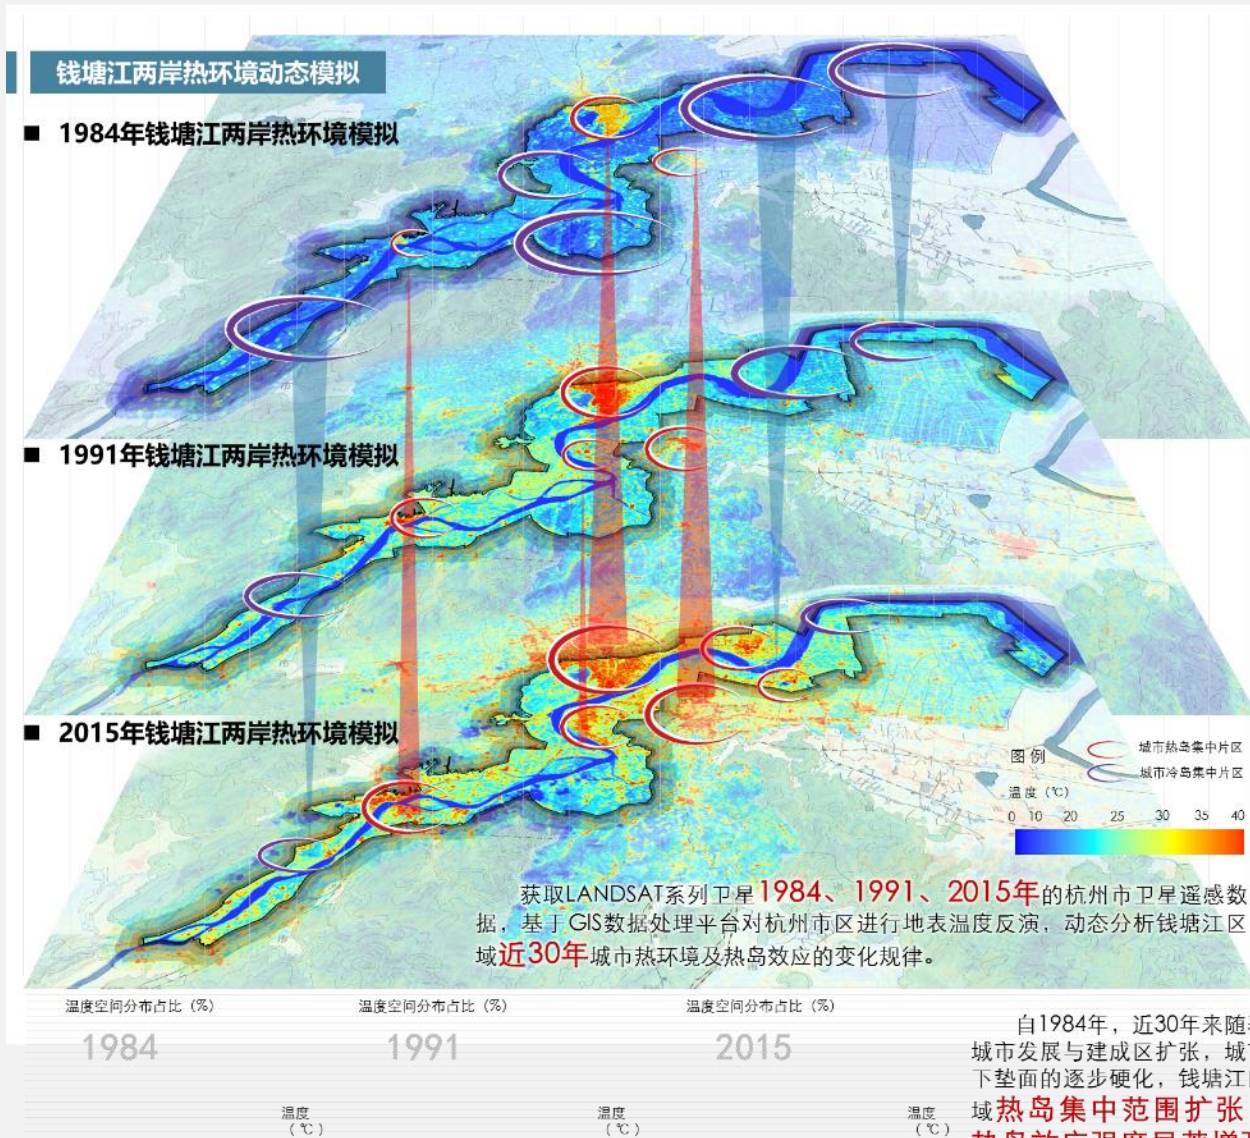 钱塘江两岸热环境动态模拟
■ 1984年钱塘江两岸热环境模拟
■ 1991年钱塘江两岸热环境模拟
■ 2015年钱塘江两岸热环境模拟
图例
城市热岛集中片区
城市冷岛集中片区
温度（℃）
0 10 20 25 30 35 40
获取LANDSAT系列卫星1984、1991、2015年的杭州市卫星遥感数
据，基于GIS数据处理平台对杭州市区进行地表温度反演，动态分析钱塘江区
域近30年城市热环境及热岛效应的变化规律。
温度空间分布占比（%） 温度空间分布占比（%） 温度空间分布占比（%）
1984 1991 2015
温度 温度 温度
（℃） （℃） （℃）
自1984年，近30年来随
城市发展与建成区扩张，城
下垫面的逐步硬化，钱塘江
域热岛集中范围扩张